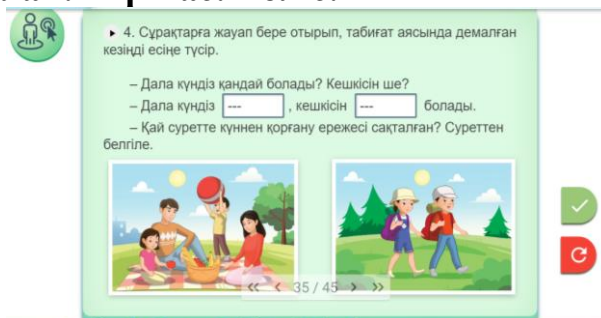 4. Сұрақтарға жауап бере отырып, табиғат аясында демалған
кезіңді есіңе түсір.
– Дала күндіз қандай болады? Кешкісін ше?
– Дала күндіз --- , кешкісін --- болады.
– Қай суретте күннен қорғану ережесі сақталған? Суреттен
белгіле.
35 / 45